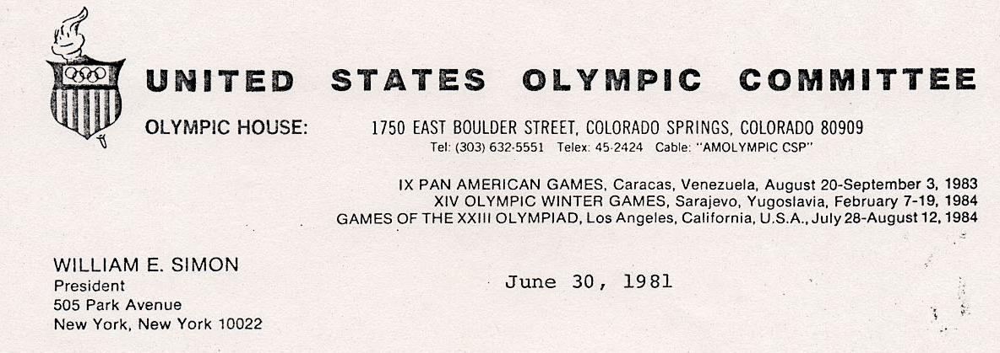 UNITED STATES OLYMPIC COMMITTEE
OLYMPIC HOUSE: 1750 EAST BOULDER STREET, COLORADO SPRINGS, COLORADO 80909
Tel: (303) 632-5551 Telex: 45-2424 Cable: "AMOLYMPIC CSP"
IX PAN AMERICAN GAMES, Caracas, Venezuela, August 20-September 3, 1983
XIV OLYMPIC WINTER GAMES, Sarajevo, Yugoslavia, February 7-19, 1984
GAMES OF THE XXIII OLYMPIAD, Los Angeles, California, U.S.A., July 28-August 12, 1984
WILLIAM E. SIMON
President
505 Park Avenue
New York, New York 10022
June 30, 1981